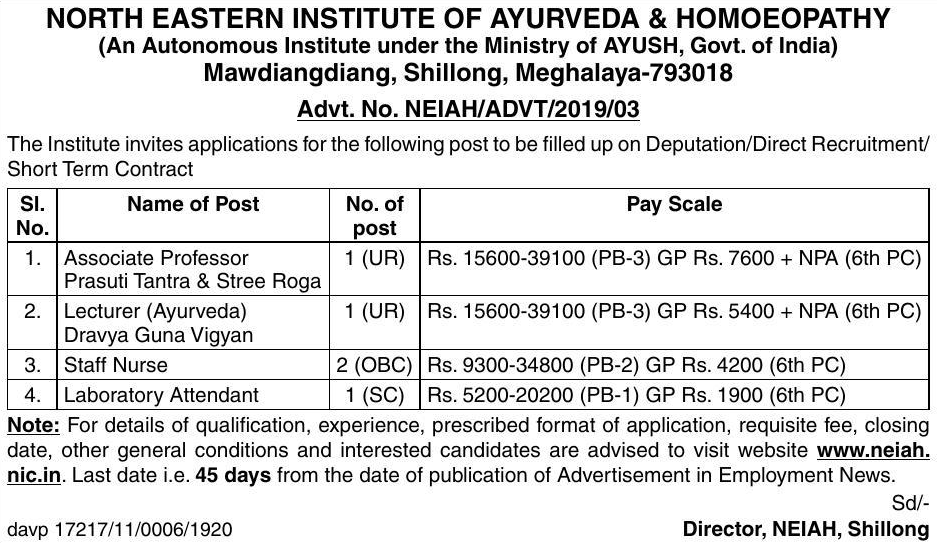 NORTH EASTERN INSTITUTE OF AYURVEDA & HOMOEOPATHY
(An Autonomous Institute under the Ministry of AYUSH, Govt. of India)
Mawdiangdiang, Shillong, Meghalaya-793018
Advt. No. NEIAH/ADVT/2019/03
The Institute invites applications for the following post to be filled up on Deputation/Direct Recruitment/
Short Term Contract
Sl. No. Name of Post No. of post Pay Scale
1. Associate Professor Prasuti Tantra & Stree Roga 1 (UR) Rs. 15600-39100 (PB-3) GP Rs. 7600 + NPA (6th PC)
2. Lecturer (Ayurveda) Dravya Guna Vigyan 1 (UR) Rs. 15600-39100 (PB-3) GP Rs. 5400 + NPA (6th PC)
3. Staff Nurse 2 (OBC) Rs. 9300-34800 (PB-2) GP Rs. 4200 (6th PC)
4. Laboratory Attendant 1 (SC) Rs. 5200-20200 (PB-1) GP Rs. 1900 (6th PC)
Note: For details of qualification, experience, prescribed format of application, requisite fee, closing
date, other general conditions and interested candidates are advised to visit website www.neiah.
nic.in. Last date i.e. 45 days from the date of publication of Advertisement in Employment News.
Sd/-
davp 17217/11/0006/1920 Director, NEIAH, Shillong